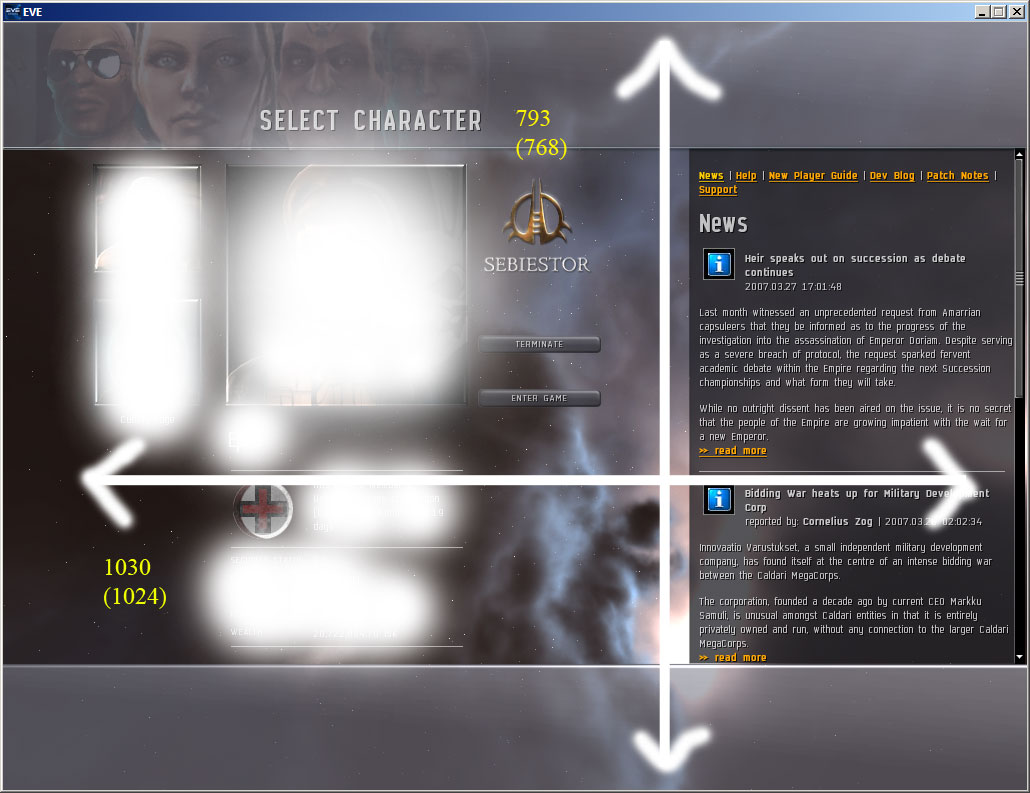 EVE
SELECT CHARACTER
793
(768)
SEBIESTOR
TERMINATE
ENTER GAME
1030
(1024)
WEALTH
News | Help | New Player Guide | Dev Blog | Patch Notes |
Support
News
Heir speaks out on succession as debate
continues
2007.03.27 17:01:48
Last month witnessed an unprecedented request from Amarrian
capsuleers that they be informed as to the progress of the
investigation into the assassination of Emperor Doriam. Despite serving
as a severe breach of protocol, the request sparked fervent
academic debate within the Empire regarding the next Succession
championships and what form they will take.
While no outright dissent has been aired on the issue, it is no secret
that the people of the Empire are growing impatient with the wait for
a new Emperor.
>> read more
Bidding War heats up for Military
Corp
reported by: Cornelius Zog | 02:02:34
Innovaatio Varustukset, a small independent military development
company, has found itself at the centre of an intense bidding war
between the Caldari MegaCorps.
The corporation, founded a decade ago by current CEO Markku
Samuli, is unusual amongst Caldari entities in that it is entirely
privately owned and run, without any connection to the larger Caldari
MegaCorps.
>> read more